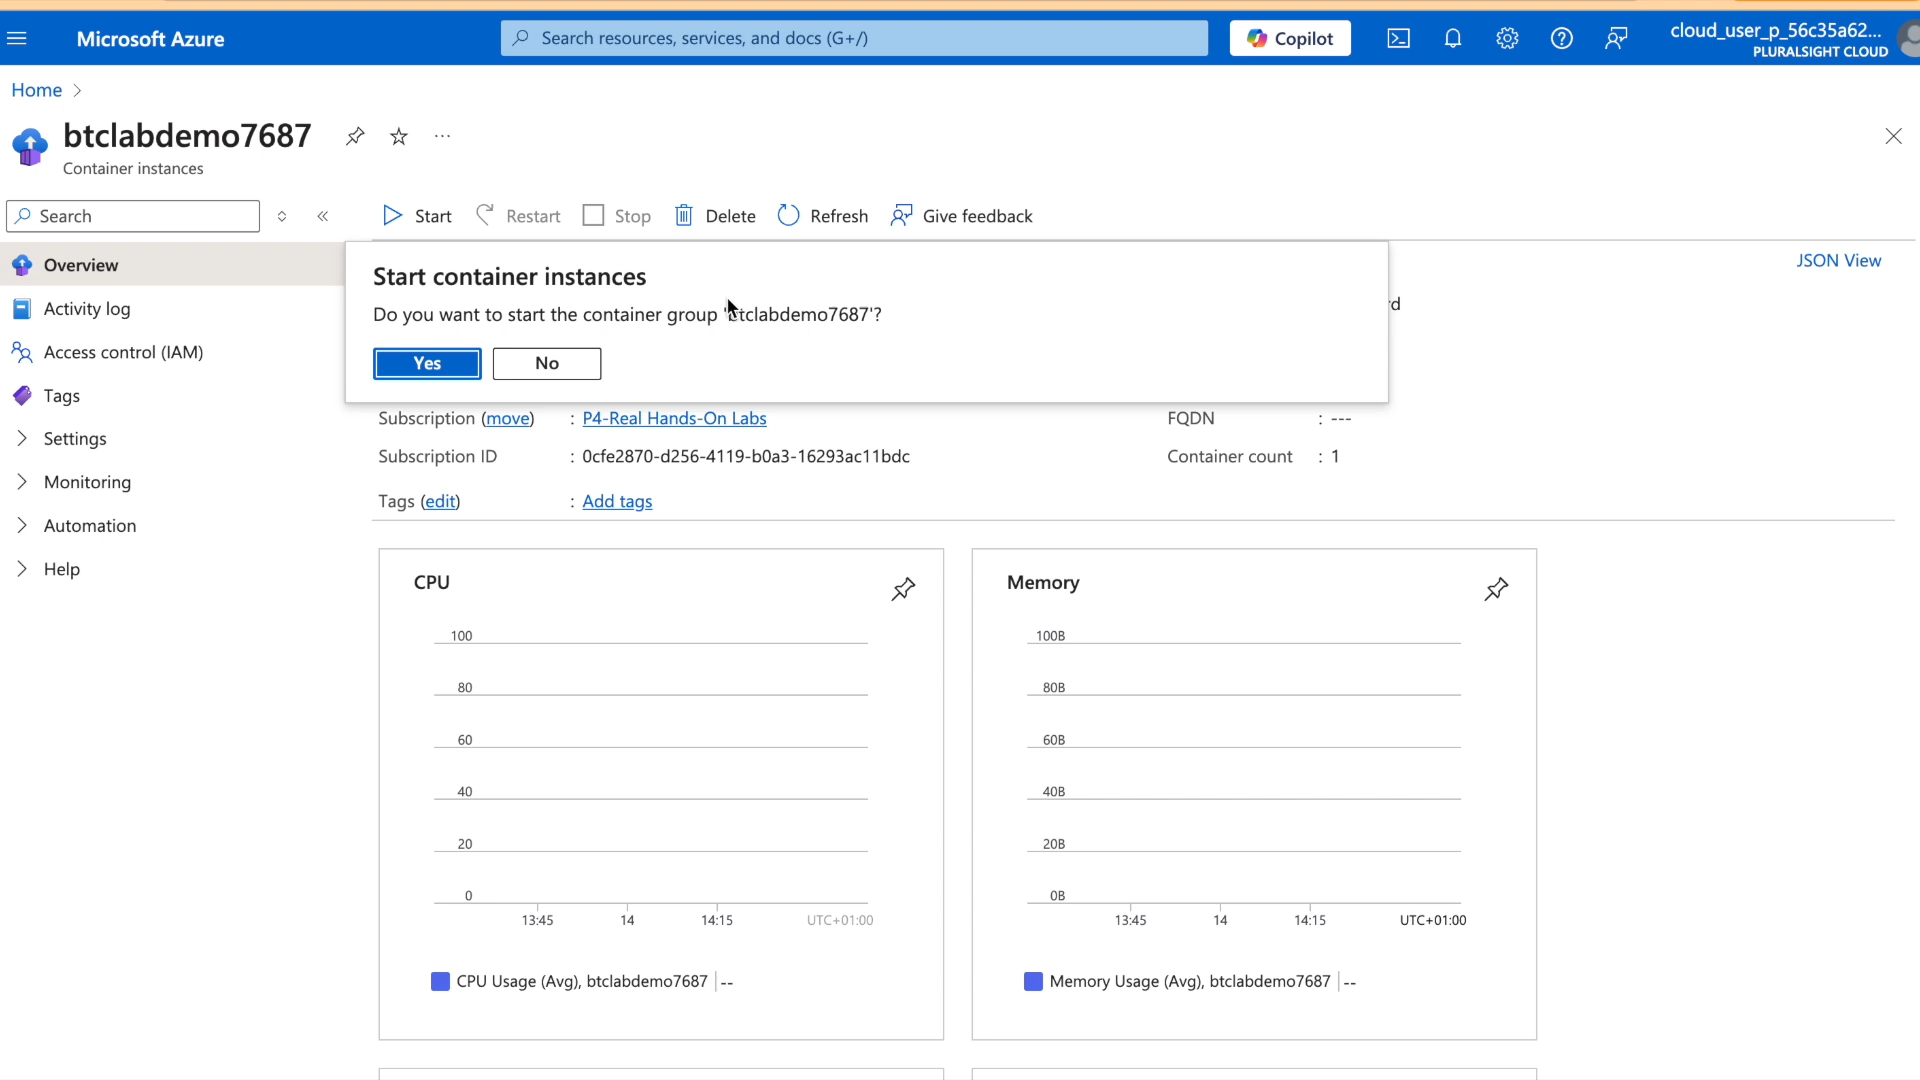 Microsoft Azure
Search resources, services, and docs (G+/)
Copilot
cloud_user_p_56c35a62...
PLURALSIGHT CLOUD
Home
btclabdemo7687
Container instances
Search
Start
Restart
Stop
Delete
Refresh
Give feedback
Overview
Activity log
Access control (IAM)
Tags
Settings
Monitoring
Automation
Help
JSON View
Start container instances
Do you want to start the container group 'btclabdemo7687'?
Yes
No
rd
Subscription (move) : P4-Real Hands-On Labs
FQDN : ---
Subscription ID : 0cfe2870-d256-4119-b0a3-16293ac11bdc
Container count : 1
Tags (edit) : Add tags
CPU
100
80
60
40
20
0
13:45 14 14:15 UTC+01:00
CPU Usage (Avg), btclabdemo7687 | --
Memory
100B
80B
60B
40B
20B
0B
13:45 14 14:15 UTC+01:00
Memory Usage (Avg), btclabdemo7687 | --